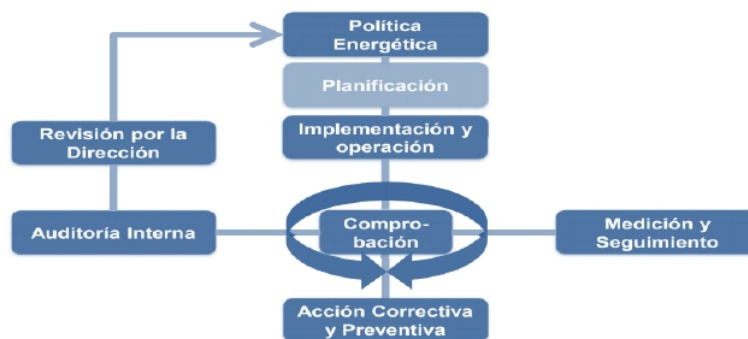 Política
Energética
Planificación
Implementación y
operación
Revisión por la
Dirección
Auditoría Interna
Compro-
bación
Medición y
Seguimiento
Acción Correctiva
y Preventiva